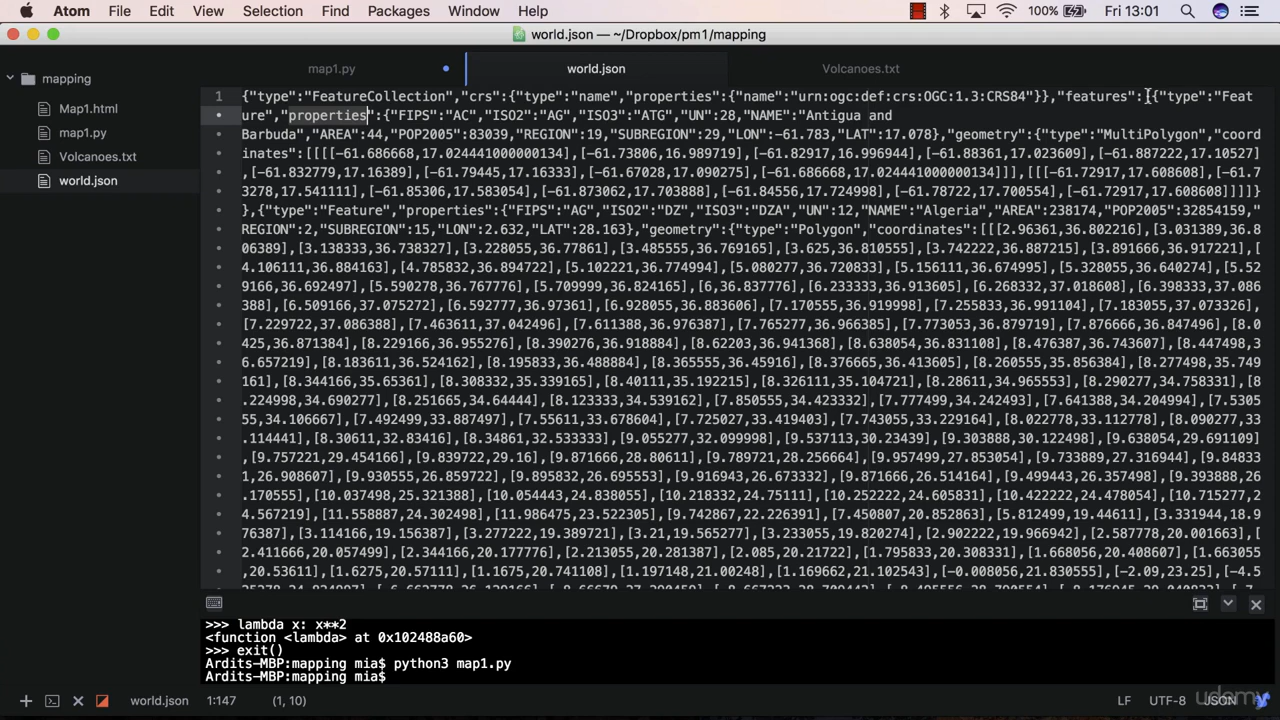 Atom File Edit View Selection Find Packages Window Help 100% Fri 13:01
world.json — ~/Dropbox/pm1/mapping
mapping
Map1.html
map1.py
Volcanoes.txt
world.json
map1.py world.json Volcanoes.txt
1 {"type":"FeatureCollection","crs":{"type":"name","properties":{"name":"urn:ogc:def:crs:OGC:1.3:CRS84"}},"features":[{"type":"Feat
ure","properties":{"FIPS":"AC","ISO2":"AG","ISO3":"ATG","UN":28,"NAME":"Antigua and
Barbuda","AREA":44,"POP2005":83039,"REGION":19,"SUBREGION":29,"LON":-61.783,"LAT":17.078},"geometry":{"type":"MultiPolygon","coord
inates":[[[[-61.686668,17.024441000000134],[-61.73806,16.989719],[-61.82917,16.996944],[-61.88361,17.023609],[-61.887222,17.10527]
,[-61.832779,17.16389],[-61.79445,17.16333],[-61.67028,17.090275],[-61.686668,17.024441000000134]]],[[[-61.72917,17.608608],[-61.7
3278,17.541111],[-61.85306,17.583054],[-61.873062,17.703888],[-61.84556,17.724998],[-61.78722,17.700554],[-61.72917,17.608608]]]]}
},{"type":"Feature","properties":{"FIPS":"AG","ISO2":"DZ","ISO3":"DZA","UN":12,"NAME":"Algeria","AREA":238174,"POP2005":32854159,"
REGION":2,"SUBREGION":15,"LON":2.632,"LAT":28.163},"geometry":{"type":"Polygon","coordinates":[[[2.96361,36.802216],[3.031389,36.8
06389],[3.138333,36.738327],[3.228055,36.77861],[3.485555,36.769165],[3.625,36.810555],[3.742222,36.887215],[3.891666,36.917221],[
4.106111,36.884163],[4.785832,36.894722],[5.102221,36.774994],[5.080277,36.720833],[5.156111,36.674995],[5.328055,36.640274],[5.52
9166,36.692497],[5.590278,36.767776],[5.709999,36.824165],[6,36.837776],[6.233333,36.913605],[6.268332,37.018608],[6.398333,37.086
388],[6.509166,37.075272],[6.592777,36.97361],[6.928055,36.883606],[7.170555,36.919998],[7.255833,36.991104],[7.183055,37.073326],
[7.229722,37.086388],[7.463611,37.042496],[7.611388,36.976387],[7.765277,36.966385],[7.773053,36.879719],[7.876666,36.847496],[8.0
425,36.871384],[8.229166,36.955276],[8.390276,36.918884],[8.62203,36.941368],[8.638054,36.831108],[8.476387,36.743607],[8.447498,3
6.657219],[8.183611,36.524162],[8.195833,36.488884],[8.365555,36.45916],[8.376665,36.413605],[8.260555,35.856384],[8.277498,35.749
161],[8.344166,35.65361],[8.308332,35.339165],[8.40111,35.192215],[8.326111,35.104721],[8.28611,34.965553],[8.290277,34.758331],[8
.224998,34.690277],[8.251665,34.64444],[8.123333,34.539162],[7.850555,34.423332],[7.777499,34.242493],[7.641388,34.204994],[7.5305
55,34.106667],[7.492499,33.887497],[7.55611,33.678604],[7.725027,33.419403],[7.743055,33.229164],[8.022778,33.112778],[8.090277,33
.114441],[8.30611,32.83416],[8.34861,32.533333],[9.055277,32.099998],[9.537113,30.23439],[9.303888,30.122498],[9.638054,29.691109]
,[9.757221,29.454166],[9.839722,29.16],[9.746671,28.80611],[9.789721,28.256664],[9.957499,27.853054],[9.733889,27.316944],[9.84833
1,26.908607],[9.930555,26.859722],[9.895832,26.652498],[9.916943,26.673332],[9.871666,26.514164],[9.499443,26.357498],[9.393888,26
.170555],[10.037498,25.321388],[10.054443,24.838055],[10.218332,24.75111],[10.252222,24.605831],[10.422222,24.478054],[10.715277,2
4.567219],[11.558887,24.302498],[11.986475,23.522305],[9.742867,22.226391],[7.450807,20.852863],[5.812499,19.44611],[3.331944,18.9
76387],[3.114166,19.156387],[3.277222,19.389721],[3.21,19.565277],[3.233055,19.820274],[2.902222,19.966942],[2.587778,20.001663],[
2.411666,20.057499],[2.344166,20.177776],[2.213055,20.281387],[2.085,20.21722],[1.795833,20.308331],[1.668056,20.408607],[1.663055
,20.53611],[1.6275,20.57111],[1.1675,20.741108],[1.197148,21.00248],[1.169662,21.102543],[-0.008056,21.830555],[-2.09,23.25],[-4.5
>>> lambda x: x**2
<function <lambda> at 0x102488a60>
>>> exit()
Ardits-MBP:mapping mia$ python3 map1.py
Ardits-MBP:mapping mia$
world.json 1:147 (1, 10) LF UTF-8 JSON
udemy